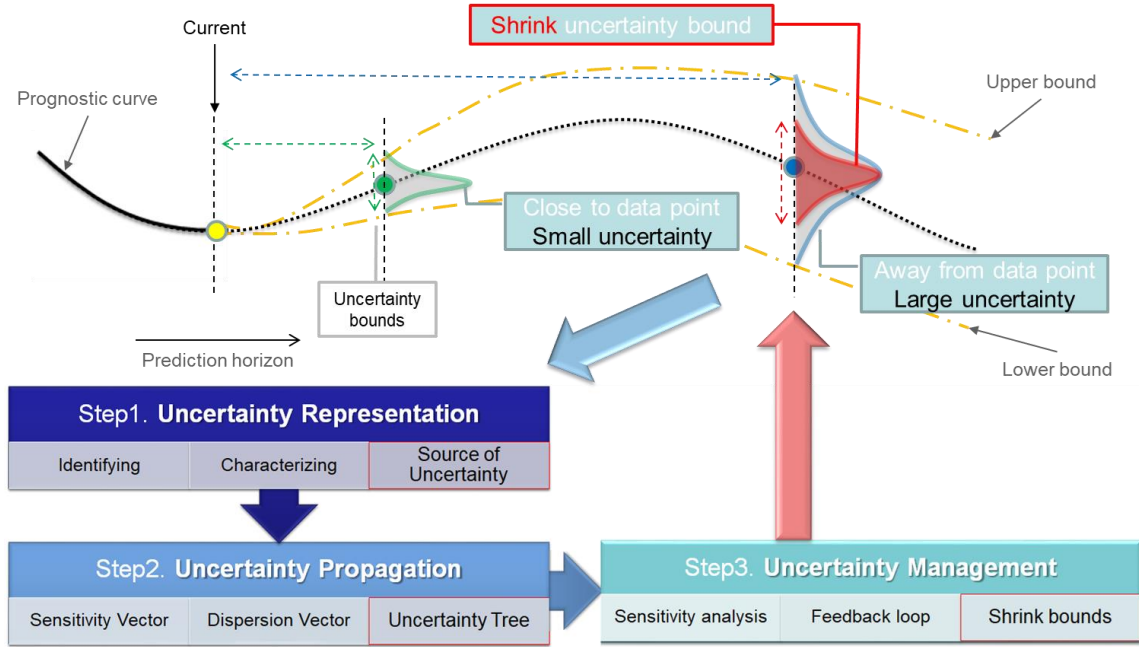 Shrink uncertainty bound
Current
Prognostic curve
Upper bound
Close to data point
Small uncertainty
Away from data point
Large uncertainty
Uncertainty
bounds
Prediction horizon
Lower bound
Step1. Uncertainty Representation
Identifying
Characterizing
Source of
Uncertainty
Step2. Uncertainty Propagation
Sensitivity Vector
Dispersion Vector
Uncertainty Tree
Step3. Uncertainty Management
Sensitivity analysis
Feedback loop
Shrink bounds